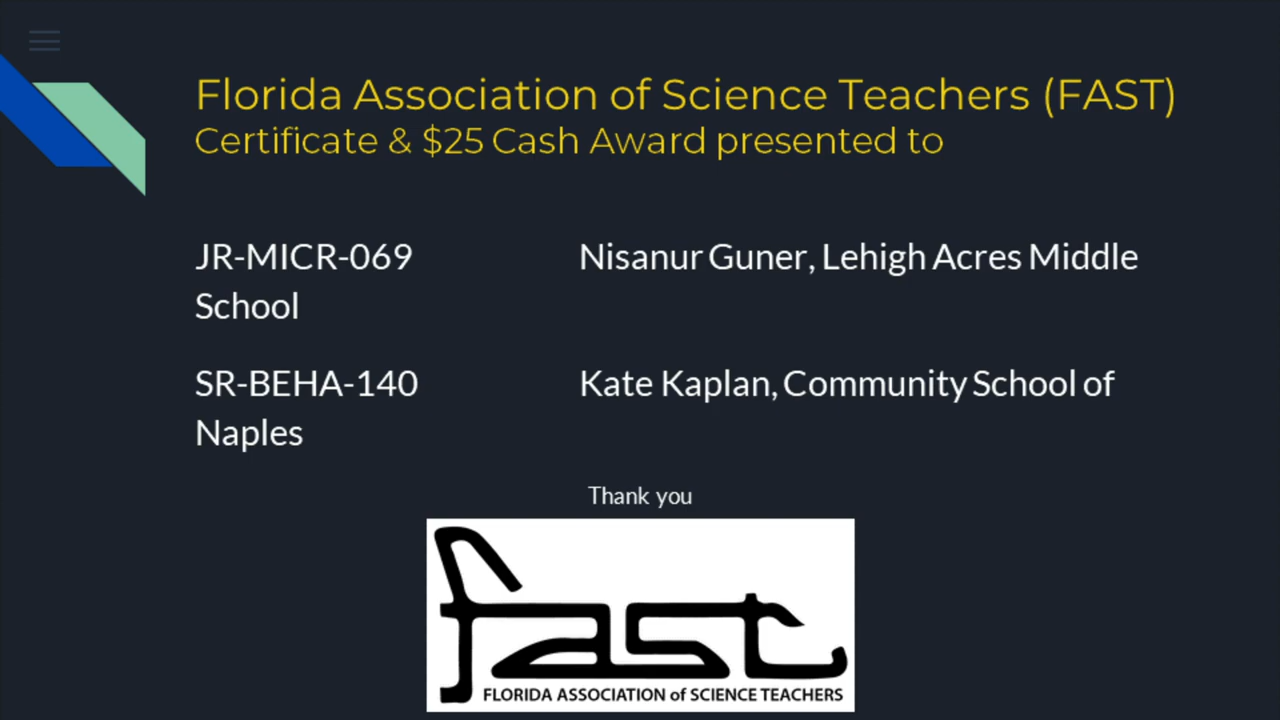 Florida Association of Science Teachers (FAST)
Certificate & $25 Cash Award presented to
JR-MICR-069 Nisanur Guner, Lehigh Acres Middle
School
SR-BEHA-140 Kate Kaplan, Community School of
Naples
Thank you
fast
FLORIDA ASSOCIATION of SCIENCE TEACHERS